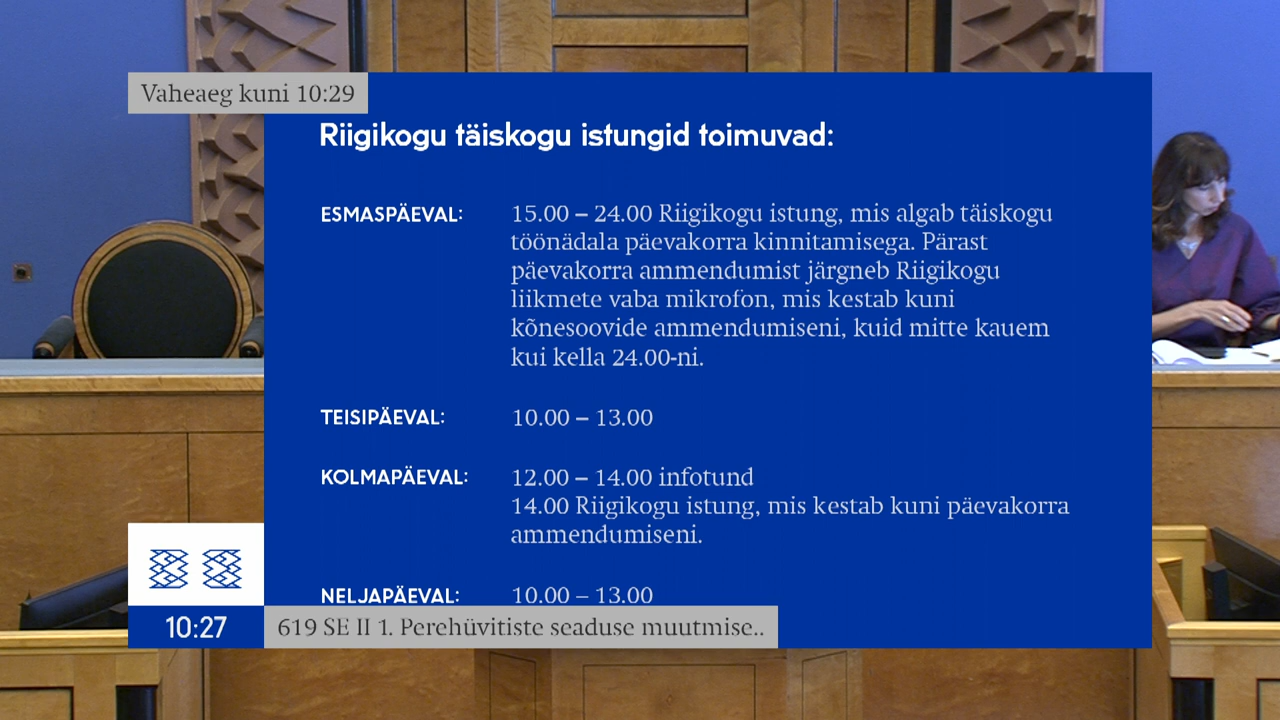 Vaheaeg kuni 10:29
Riigikogu täiskogu istungid toimuvad:
ESMASPÄEVAL:
15.00 – 24.00 Riigikogu istung, mis algab täiskogu
töönädala päevakorra kinnitamisega. Pärast
päevakorra ammendumist järgneb Riigikogu
liikmete vaba mikrofon, mis kestab kuni
kõnesoovide ammendumiseni, kuid mitte kauem
kui kella 24.00-ni.
TEISIPÄEVAL:
10.00 – 13.00
KOLMAPÄEVAL:
12.00 – 14.00 infotund
14.00 Riigikogu istung, mis kestab kuni päevakorra
ammendumiseni.
NELJAPÄEVAL:
10.00 – 13.00
10:27
619 SE II 1. Perehüvitiste seaduse muutmise..